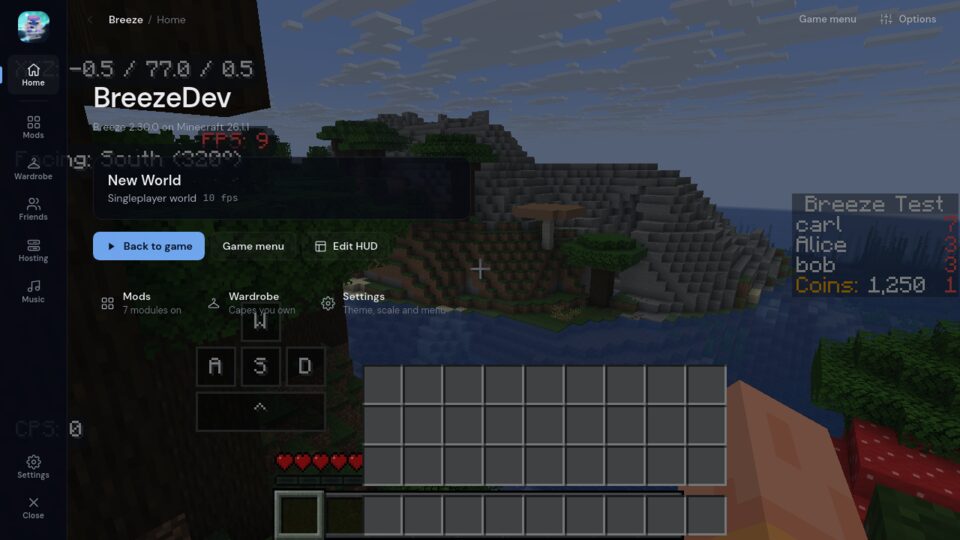 Breeze / Home
Game menu
Options
XYZ: -0.5 / 77.0 / 0.5
Home
BreezeDev
Breeze 2.30.0 on Minecraft 26.1.1
FPS: 9
Mods
Facing: South (320°)
Wardrobe
New World
Singleplayer world 10 fps
Friends
Breeze Test
carl 7
Alice 3
bob 3
Coins: 1,250 1
Back to game
Game menu
Edit HUD
Hosting
Music
Mods
7 modules on
Wardrobe
Capes you own
Settings
Theme, scale and menu
W
A S D
^
CPS: 0
Settings
Close